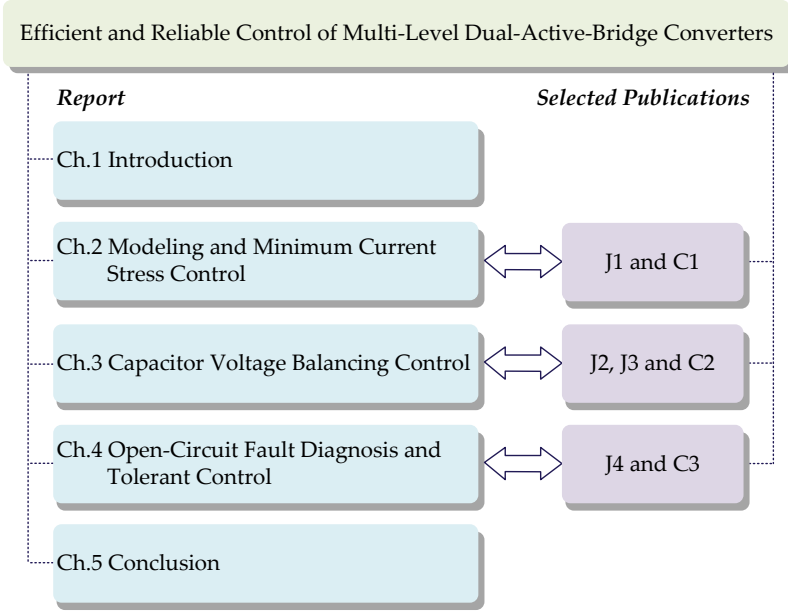 Efficient and Reliable Control of Multi-Level Dual-Active-Bridge Converters
Report
Selected Publications
Ch.1 Introduction
Ch.2 Modeling and Minimum Current
Stress Control
J1 and C1
Ch.3 Capacitor Voltage Balancing Control
J2, J3 and C2
Ch.4 Open-Circuit Fault Diagnosis and
Tolerant Control
J4 and C3
Ch.5 Conclusion